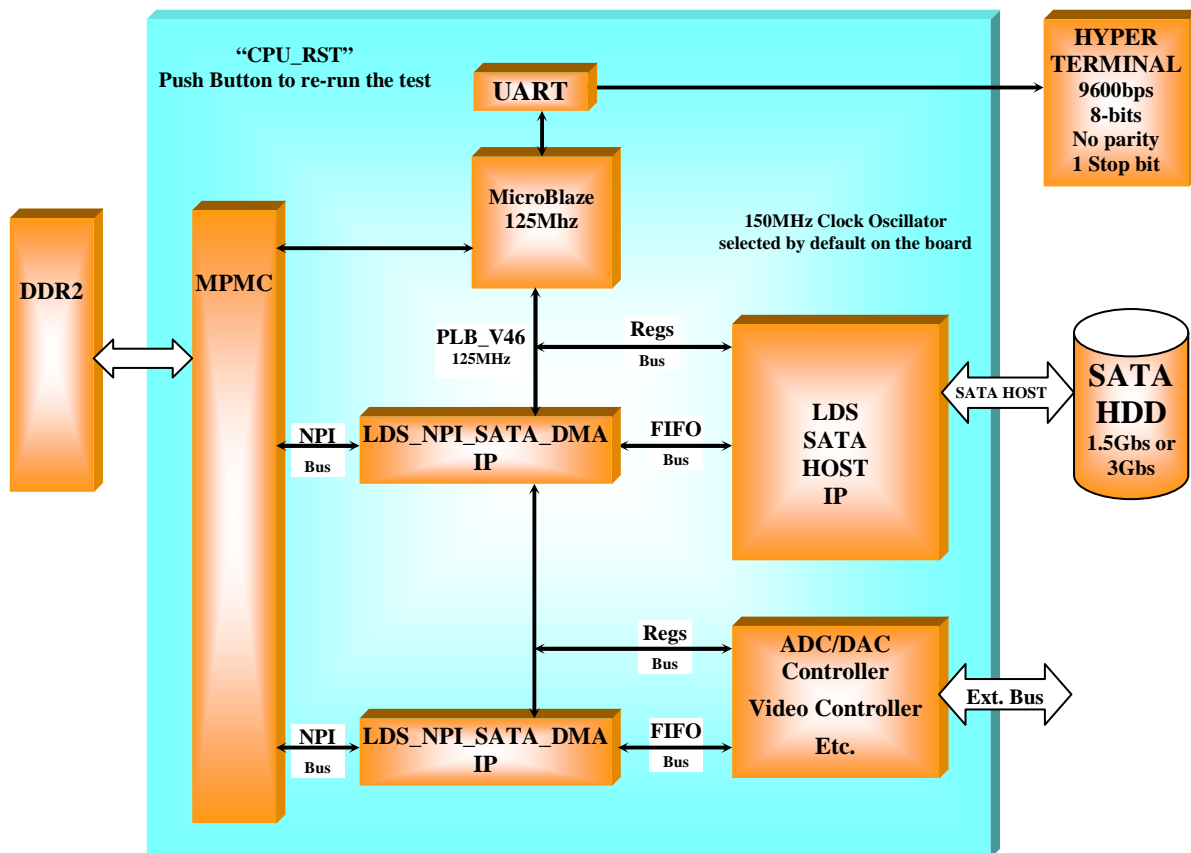 “CPU_RST”
Push Button to re-run the test
UART
HYPER
TERMINAL
9600bps
8-bits
No parity
1 Stop bit
MicroBlaze
125Mhz
150MHz Clock Oscillator
selected by default on the board
DDR2
MPMC
PLB_V46
125MHz
Regs
Bus
LDS
SATA
HOST
IP
SATA HOST
SATA
HDD
1.5Gbs or
3Gbs
NPI
Bus
LDS_NPI_SATA_DMA
IP
FIFO
Bus
Regs
Bus
ADC/DAC
Controller
Video Controller
Etc.
Ext. Bus
NPI
Bus
LDS_NPI_SATA_DMA
IP
FIFO
Bus